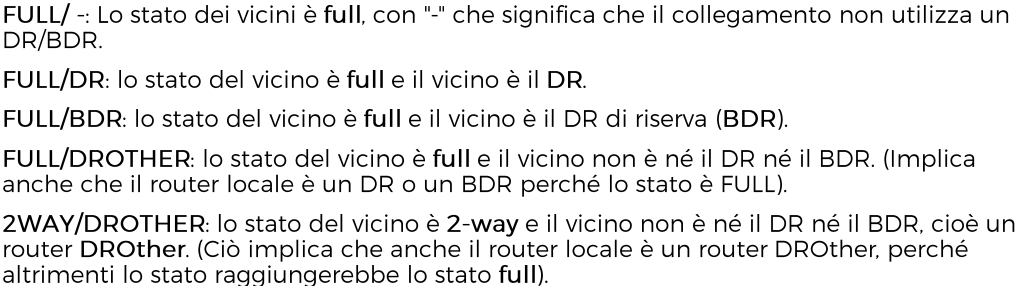 FULL/ -: Lo stato dei vicini è full, con "-" che significa che il collegamento non utilizza un
DR/BDR.
FULL/DR: lo stato del vicino è full e il vicino è il DR.
FULL/BDR: lo stato del vicino è full e il vicino è il DR di riserva (BDR).
FULL/DROTHER: lo stato del vicino è full e il vicino non è né il DR né il BDR. (Implica
anche che il router locale è un DR o un BDR perché lo stato è FULL).
2WAY/DROTHER: lo stato del vicino è 2-way e il vicino non è né il DR né il BDR, cioè un
router DROther. (Ciò implica che anche il router locale è un router DROther, perché
altrimenti lo stato raggiungerebbe lo stato full).